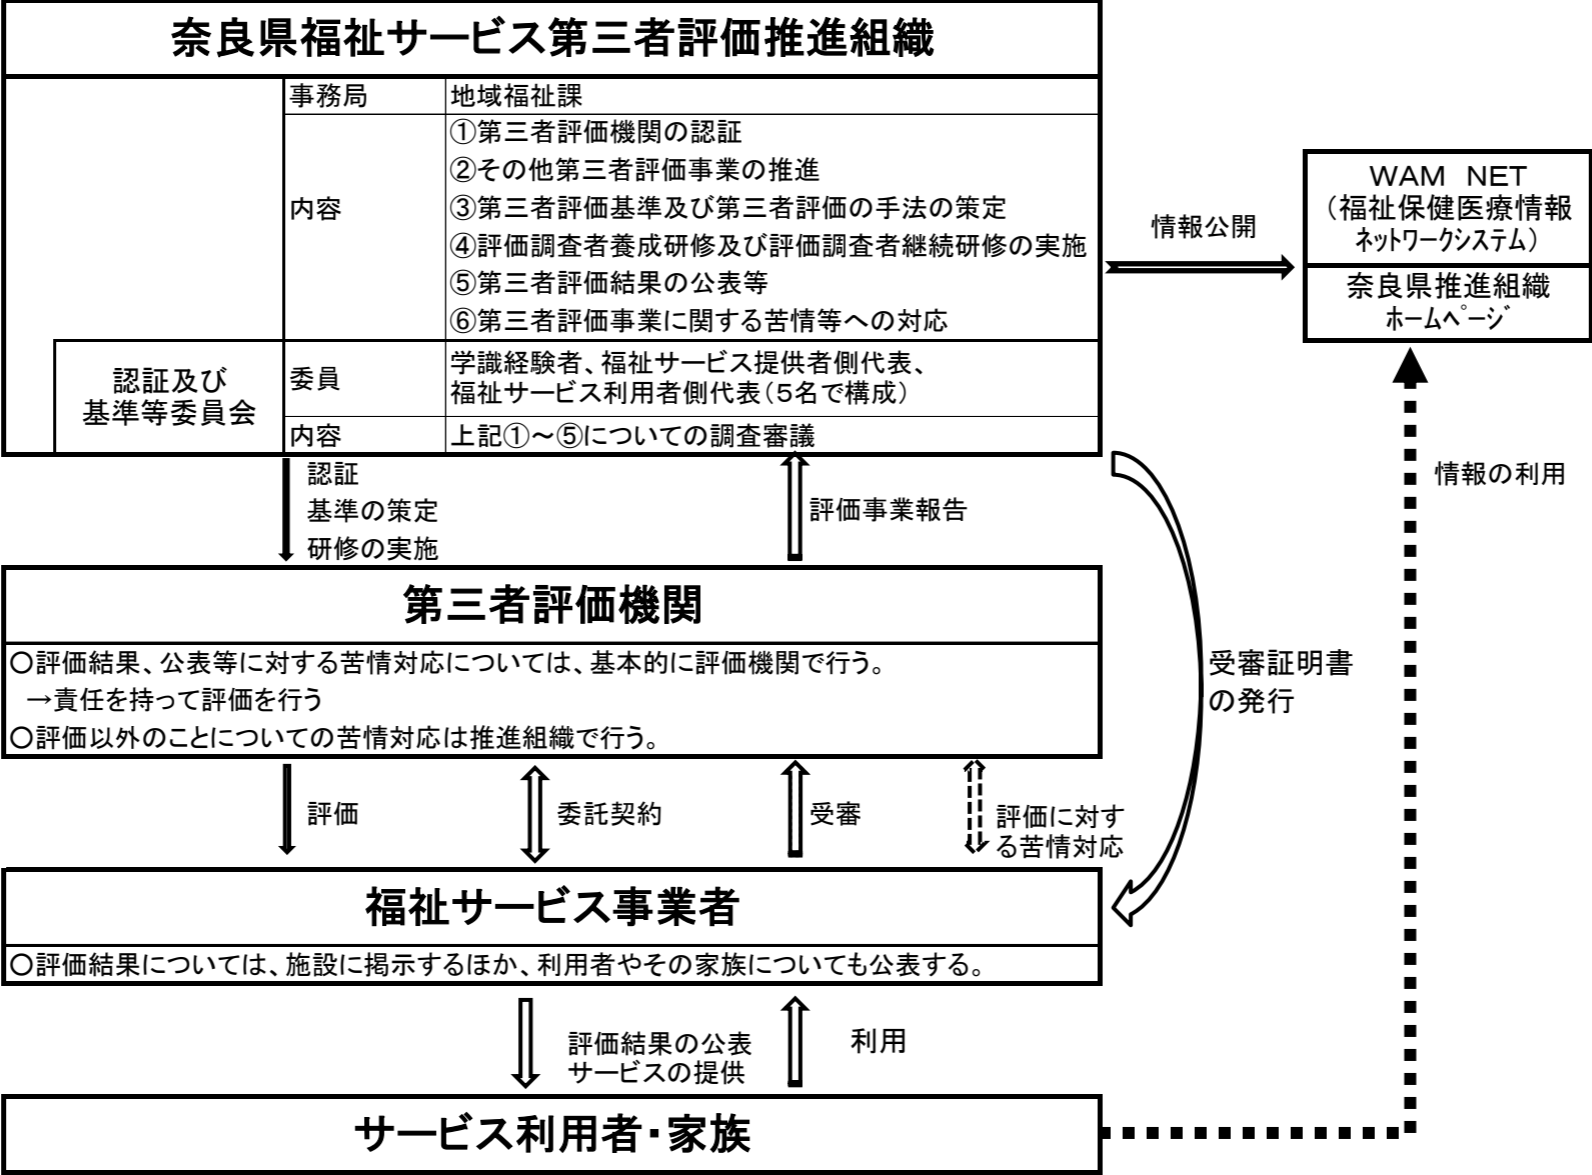 奈良県福祉サービス第三者評価推進組織
事務局
地域福祉課
内容
①第三者評価機関の認証
②その他第三者評価事業の推進
③第三者評価基準及び第三者評価の手法の策定
④評価調査者養成研修及び評価調査者継続研修の実施
⑤第三者評価結果の公表等
⑥第三者評価事業に関する苦情等への対応
認証及び
基準等委員会
委員
学識経験者、福祉サービス提供者側代表、
福祉サービス利用者側代表（５名で構成）
内容
上記①～⑤についての調査審議
情報公開
ＷＡＭ　ＮＥＴ
（福祉保健医療情報
ﾈｯﾄﾜｰｸｼｽﾃﾑ）
奈良県推進組織
ﾎｰﾑﾍﾟｰｼﾞ
認証
基準の策定
研修の実施
評価事業報告
情報の利用
第三者評価機関
○評価結果、公表等に対する苦情対応については、基本的に評価機関で行う。
→責任を持って評価を行う
○評価以外のことについての苦情対応は推進組織で行う。
受審証明書
の発行
評価
委託契約
受審
評価に対す
る苦情対応
福祉サービス事業者
○評価結果については、施設に掲示するほか、利用者やその家族についても公表する。
評価結果の公表
サービスの提供
利用
サービス利用者・家族